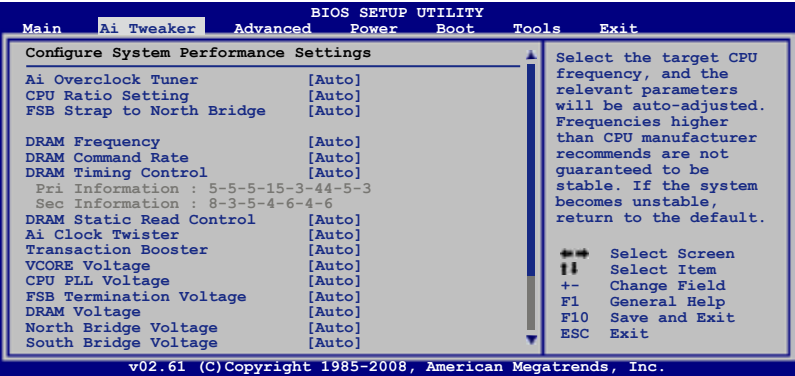 BIOS SETUP UTILITY
Main Ai Tweaker Advanced Power Boot Tools Exit
Configure System Performance Settings
Ai Overclock Tuner [Auto]
CPU Ratio Setting [Auto]
FSB Strap to North Bridge [Auto]
DRAM Frequency [Auto]
DRAM Command Rate [Auto]
DRAM Timing Control [Auto]
Pri Information : 5-5-5-15-3-44-5-3
Sec Information : 8-3-5-4-6-4-6
DRAM Static Read Control [Auto]
Ai Clock Twister [Auto]
Transaction Booster [Auto]
VCORE Voltage [Auto]
CPU PLL Voltage [Auto]
FSB Termination Voltage [Auto]
DRAM Voltage [Auto]
North Bridge Voltage [Auto]
South Bridge Voltage [Auto]
Select the target CPU
frequency, and the
relevant parameters
will be auto-adjusted.
Frequencies higher
than CPU manufacturer
recommends are not
guaranteed to be
stable. If the system
becomes unstable,
return to the default.
←→ Select Screen
↑↓ Select Item
+- Change Field
F1 General Help
F10 Save and Exit
ESC Exit
v02.61 (C)Copyright 1985-2008, American Megatrends, Inc.